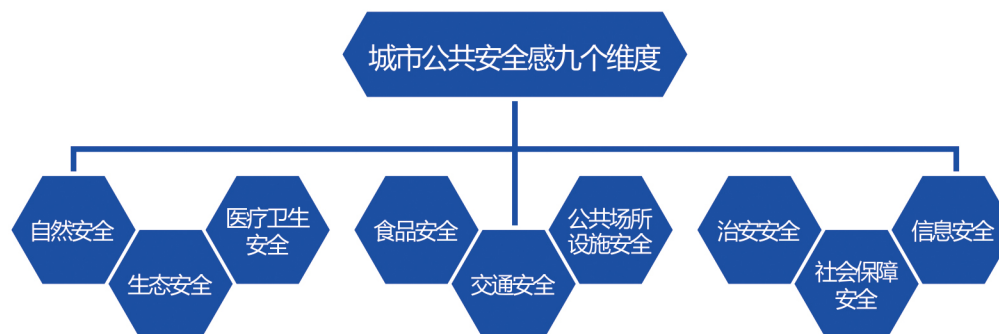 城市公共安全感九个维度
自然安全
生态安全
医疗卫生
安全
食品安全
交通安全
公共场所
设施安全
治安安全
社会保障
安全
信息安全